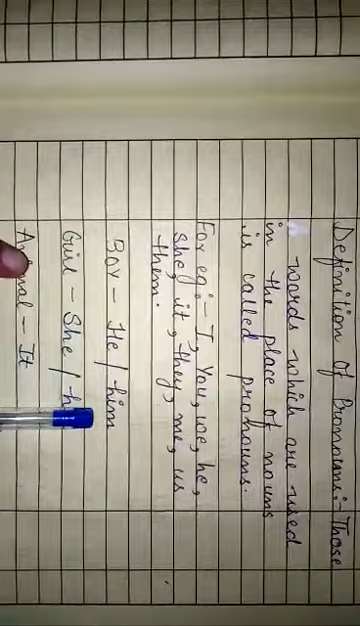 Definition of Pronouns:- Those
words which are used
in the place of nouns
is called pronouns.
For eg:- I, You, we, he,
she, it, they, me, us
them.
Boy - He / him
Girl - She / h
- It